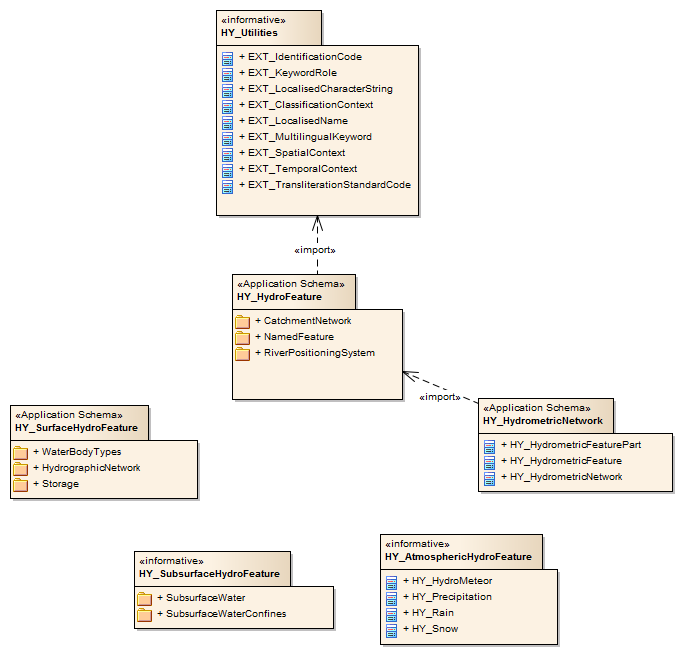 «informative»
HY_Utilities
+ EXT_IdentificationCode
+ EXT_KeywordRole
+ EXT_LocalisedCharacterString
+ EXT_ClassificationContext
+ EXT_LocalisedName
+ EXT_MultilingualKeyword
+ EXT_SpatialContext
+ EXT_TemporalContext
+ EXT_TransliterationStandardCode
«import»
«Application Schema»
HY_HydroFeature
+ CatchmentNetwork
+ NamedFeature
+ RiverPositioningSystem
«import»
«Application Schema»
HY_SurfaceHydroFeature
+ WaterBodyTypes
+ HydrographicNetwork
+ Storage
«Application Schema»
HY_HydrometricNetwork
+ HY_HydrometricFeaturePart
+ HY_HydrometricFeature
+ HY_HydrometricNetwork
«informative»
HY_SubsurfaceHydroFeature
+ SubsurfaceWater
+ SubsurfaceWaterConfines
«informative»
HY_AtmosphericHydroFeature
+ HY_HydroMeteor
+ HY_Precipitation
+ HY_Rain
+ HY_Snow